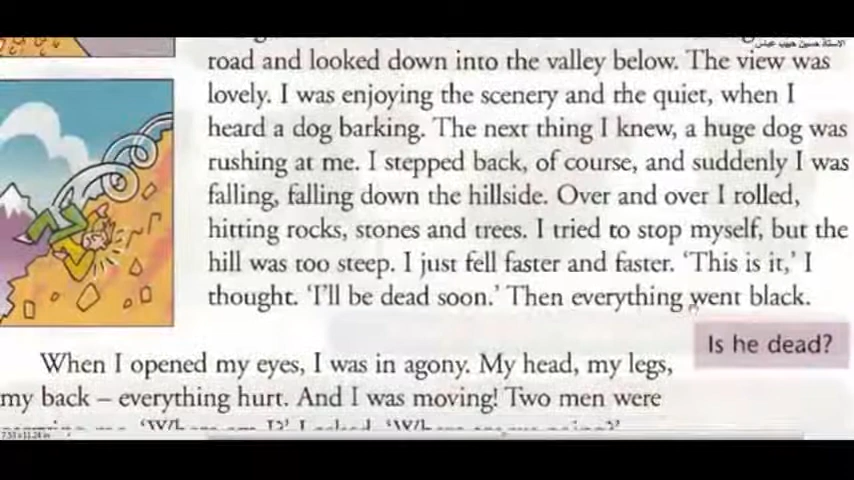 الاستاذ حسين حبيب عباس
road and looked down into the valley below. The view was
lovely. I was enjoying the scenery and the quiet, when I
heard a dog barking. The next thing I knew, a huge dog was
rushing at me. I stepped back, of course, and suddenly I was
falling, falling down the hillside. Over and over I rolled,
hitting rocks, stones and trees. I tried to stop myself, but the
hill was too steep. I just fell faster and faster. ‘This is it,’ I
thought. ‘I’ll be dead soon.’ Then everything went black.
Is he dead?
When I opened my eyes, I was in agony. My head, my legs,
my back – everything hurt. And I was moving! Two men were